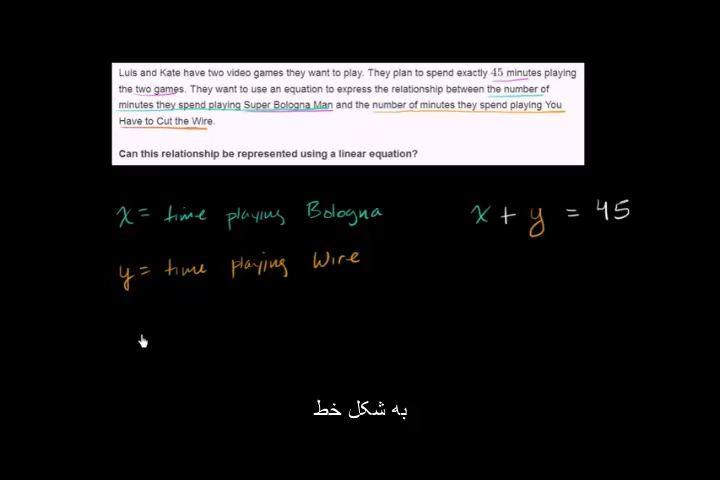 Luis and Kate have two video games they want to play. They plan to spend exactly 45 minutes playing
the two games. They want to use an equation to express the relationship between the number of
minutes they spend playing Super Bologna Man and the number of minutes they spend playing You
Have to Cut the Wire.
Can this relationship be represented using a linear equation?
x = time playing Bologna
x + y = 45
y = time playing Wire
به شکل خط